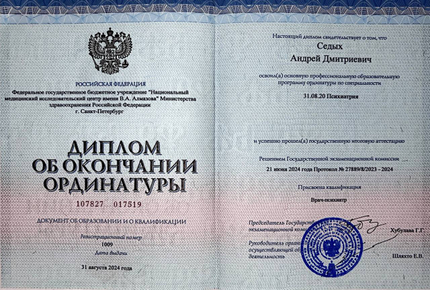 РОССИЙСКАЯ ФЕДЕРАЦИЯ
Федеральное государственное бюджетное учреждение "Национальный
медицинский исследовательский центр имени В.А. Алмазова" Министерства
здравоохранения Российской Федерации
г. Санкт-Петербург
ДИПЛОМ
ОБ ОКОНЧАНИИ
ОРДИНАТУРЫ
107827 017519
ДОКУМЕНТ ОБ ОБРАЗОВАНИИ И О КВАЛИФИКАЦИИ
Регистрационный номер
1009
Дата выдачи
31 августа 2024 года
Настоящий диплом свидетельствует о том, что
Седых
Андрей Дмитриевич
освоил(а) основную профессиональную образовательную
программу ординатуры по специальности
31.08.20 Психиатрия
и успешно прошел(а) государственную итоговую аттестацию
Решением Государственной экзаменационной комиссии
21 июня 2024 года Протокол № 27889/8/2023 - 2024
Присвоена квалификация
Врач-психиатр
Председатель Государственной
экзаменационной комиссии
Хубулава Г.Г.
Руководитель
осуществляющей
деятельность
Шляхто Е.В.